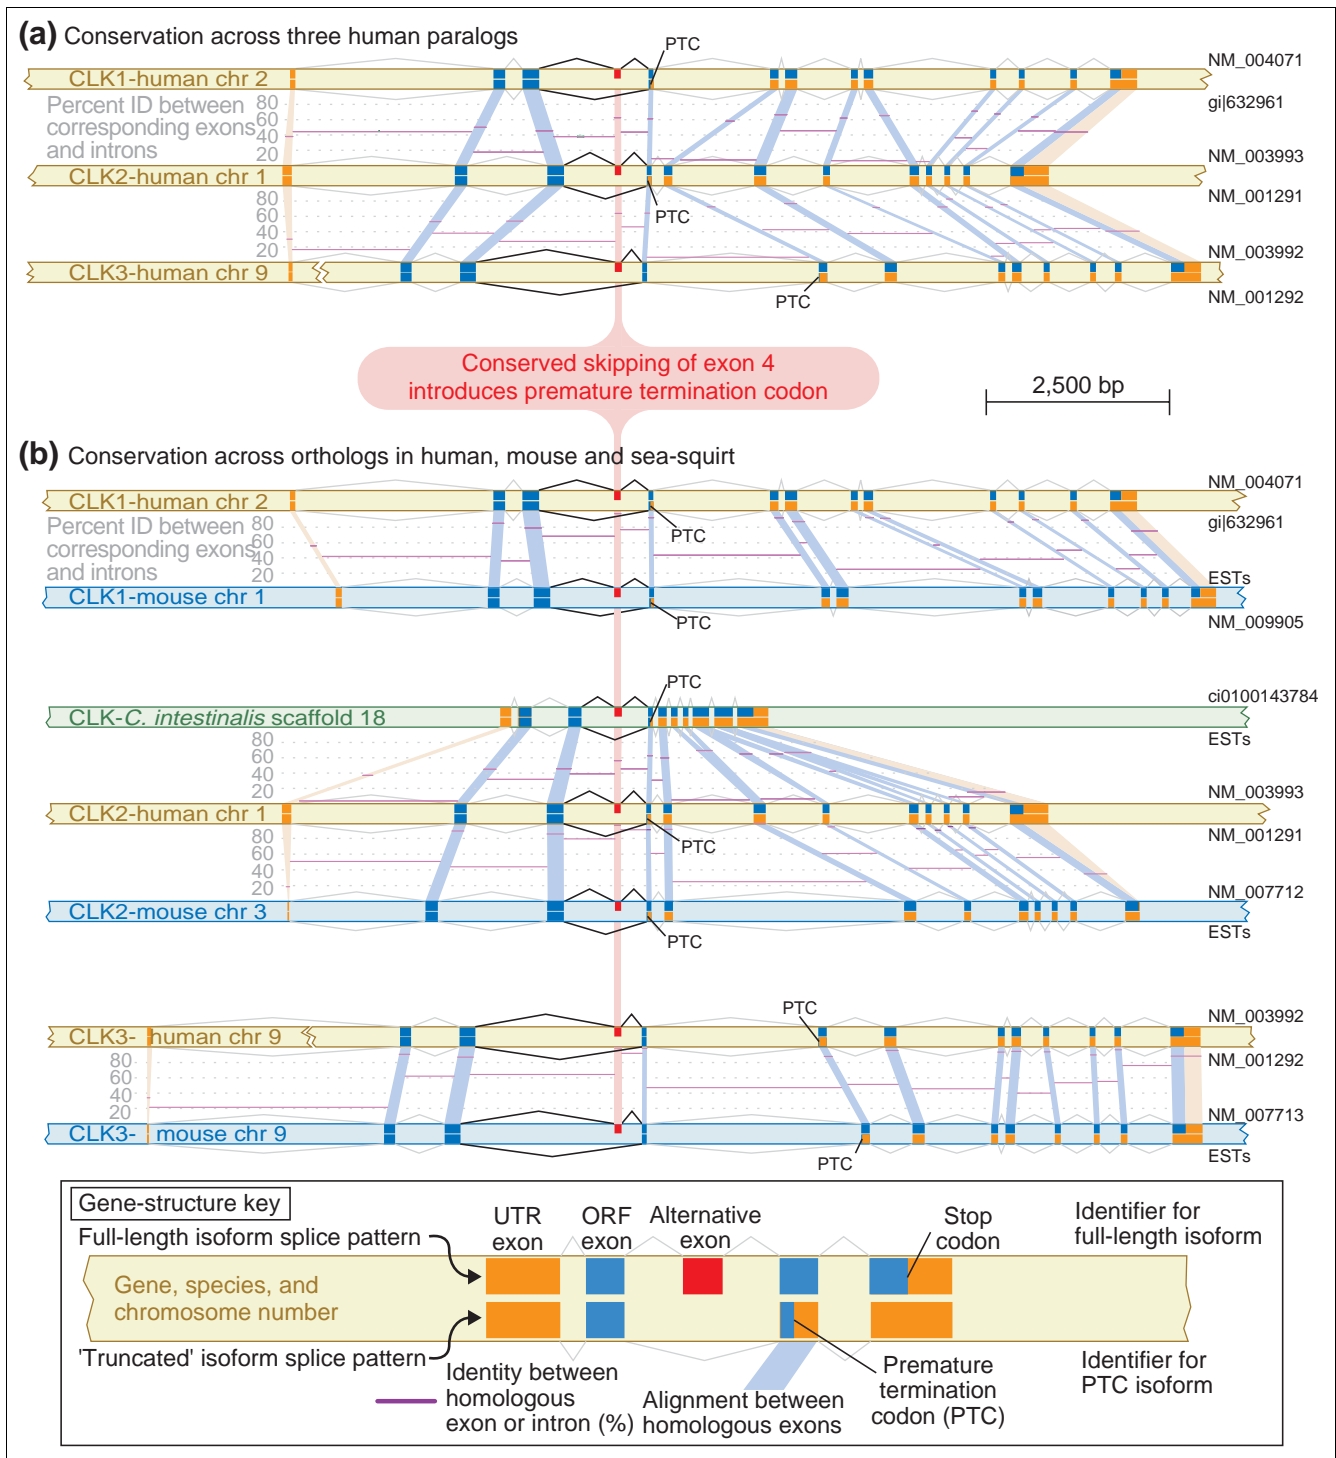 (a) Conservation across three human paralogs
PTC
NM_004071
CLK1-human chr 2
Percent ID between
corresponding exons
and introns
80
60
40
20
gi|632961
NM_003993
CLK2-human chr 1
NM_001291
PTC
80
60
40
20
NM_003992
CLK3-human chr 9
PTC
NM_001292
Conserved skipping of exon 4
introduces premature termination codon
2,500 bp
(b) Conservation across orthologs in human, mouse and sea-squirt
NM_004071
CLK1-human chr 2
Percent ID between
corresponding exons
and introns
80
60
40
20
gi|632961
PTC
ESTs
CLK1-mouse chr 1
PTC
NM_009905
PTC
ci0100143784
CLK-C. intestinalis scaffold 18
ESTs
80
60
40
20
NM_003993
CLK2-human chr 1
NM_001291
PTC
80
60
40
20
NM_007712
CLK2-mouse chr 3
ESTs
PTC
PTC
NM_003992
CLK3- human chr 9
NM_001292
80
60
40
20
NM_007713
CLK3- mouse chr 9
ESTs
PTC
Gene-structure key
UTR
exon
ORF
exon
Alternative
exon
Stop
codon
Identifier for
full-length isoform
Full-length isoform splice pattern
Gene, species, and
chromosome number
'Truncated' isoform splice pattern
Identity between
homologous
exon or intron (%)
Alignment between
homologous exons
Premature
termination
codon (PTC)
Identifier for
PTC isoform